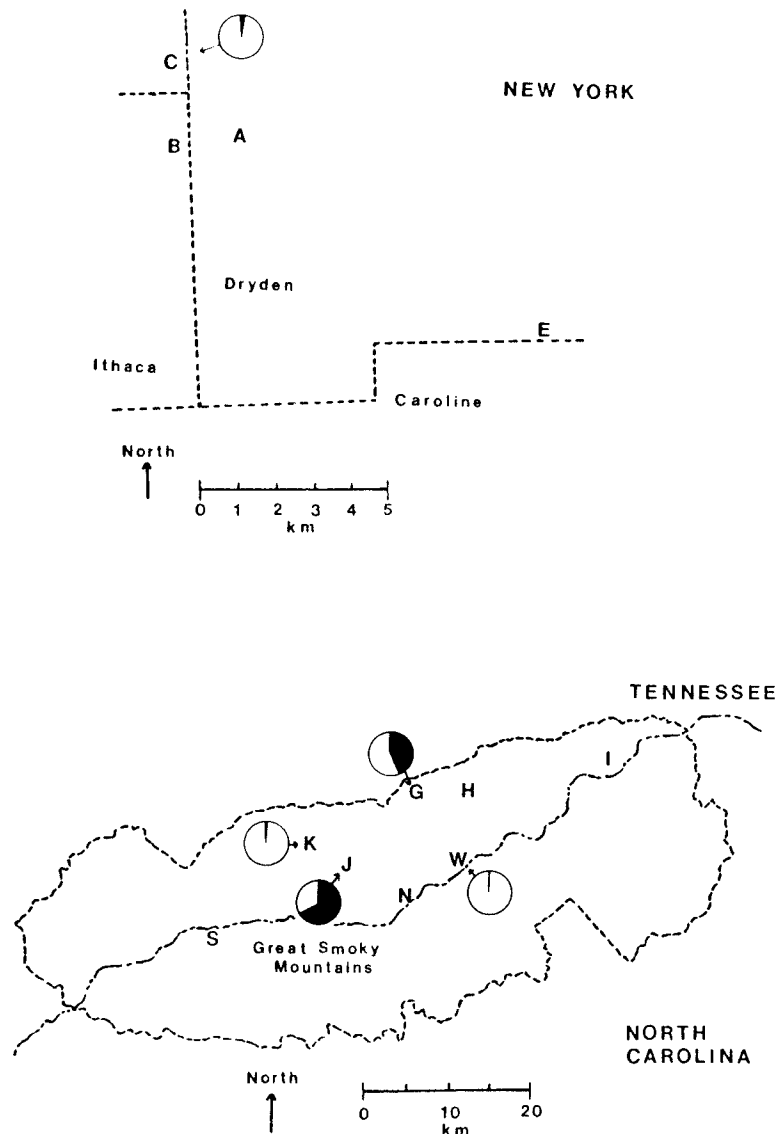 C
NEW YORK
B
A
Dryden
E
Ithaca
Caroline
North
0 1 2 3 4 5
km
TENNESSEE
I
G
H
K
J
W
N
S
Great Smoky
Mountains
NORTH
CAROLINA
North
0 10 20
km